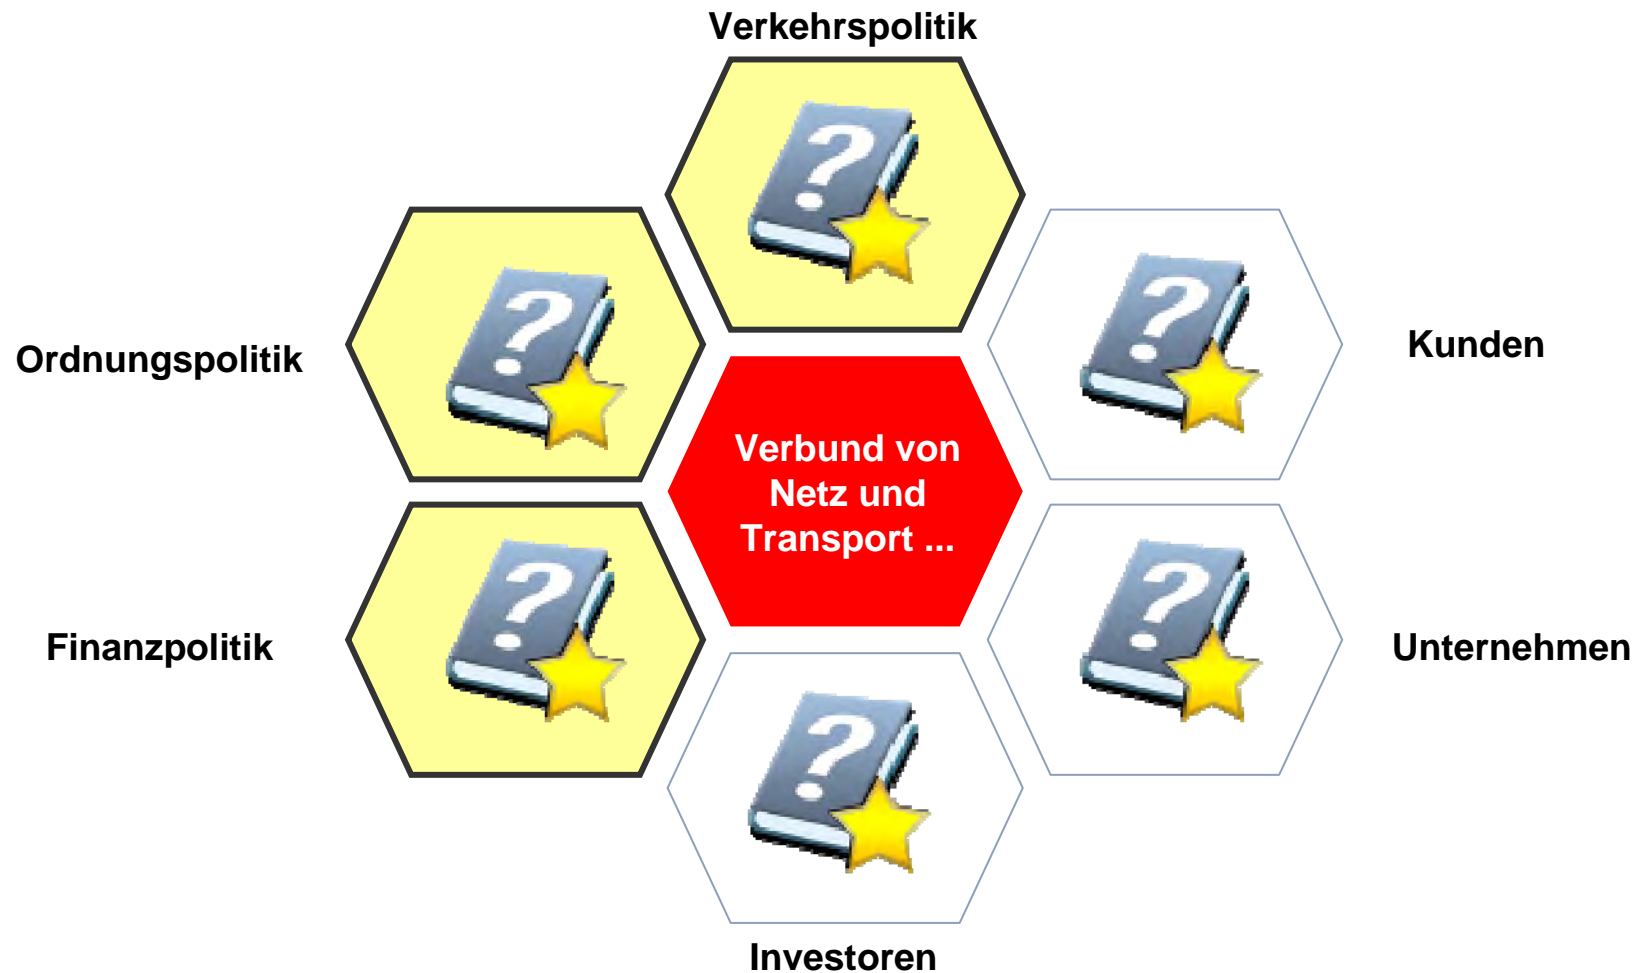 Verkehrspolitik
?
?
?
Ordnungspolitik
Kunden
Verbund von
Netz und
Transport ...
?
?
Finanzpolitik
Unternehmen
?
Investoren